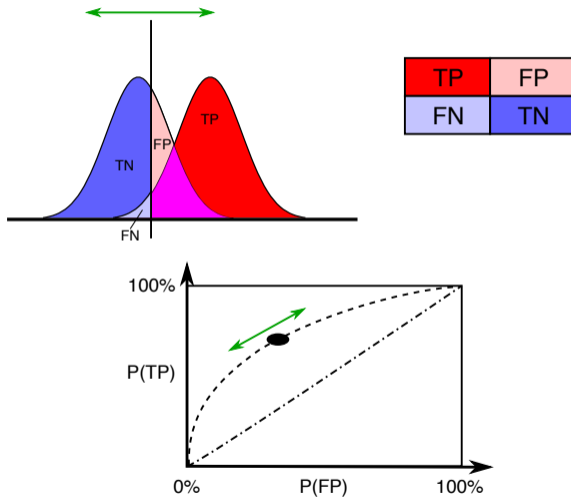 TN
FP
TP
FN
TP FP
FN TN
100%
P(TP)
0% P(FP) 100%